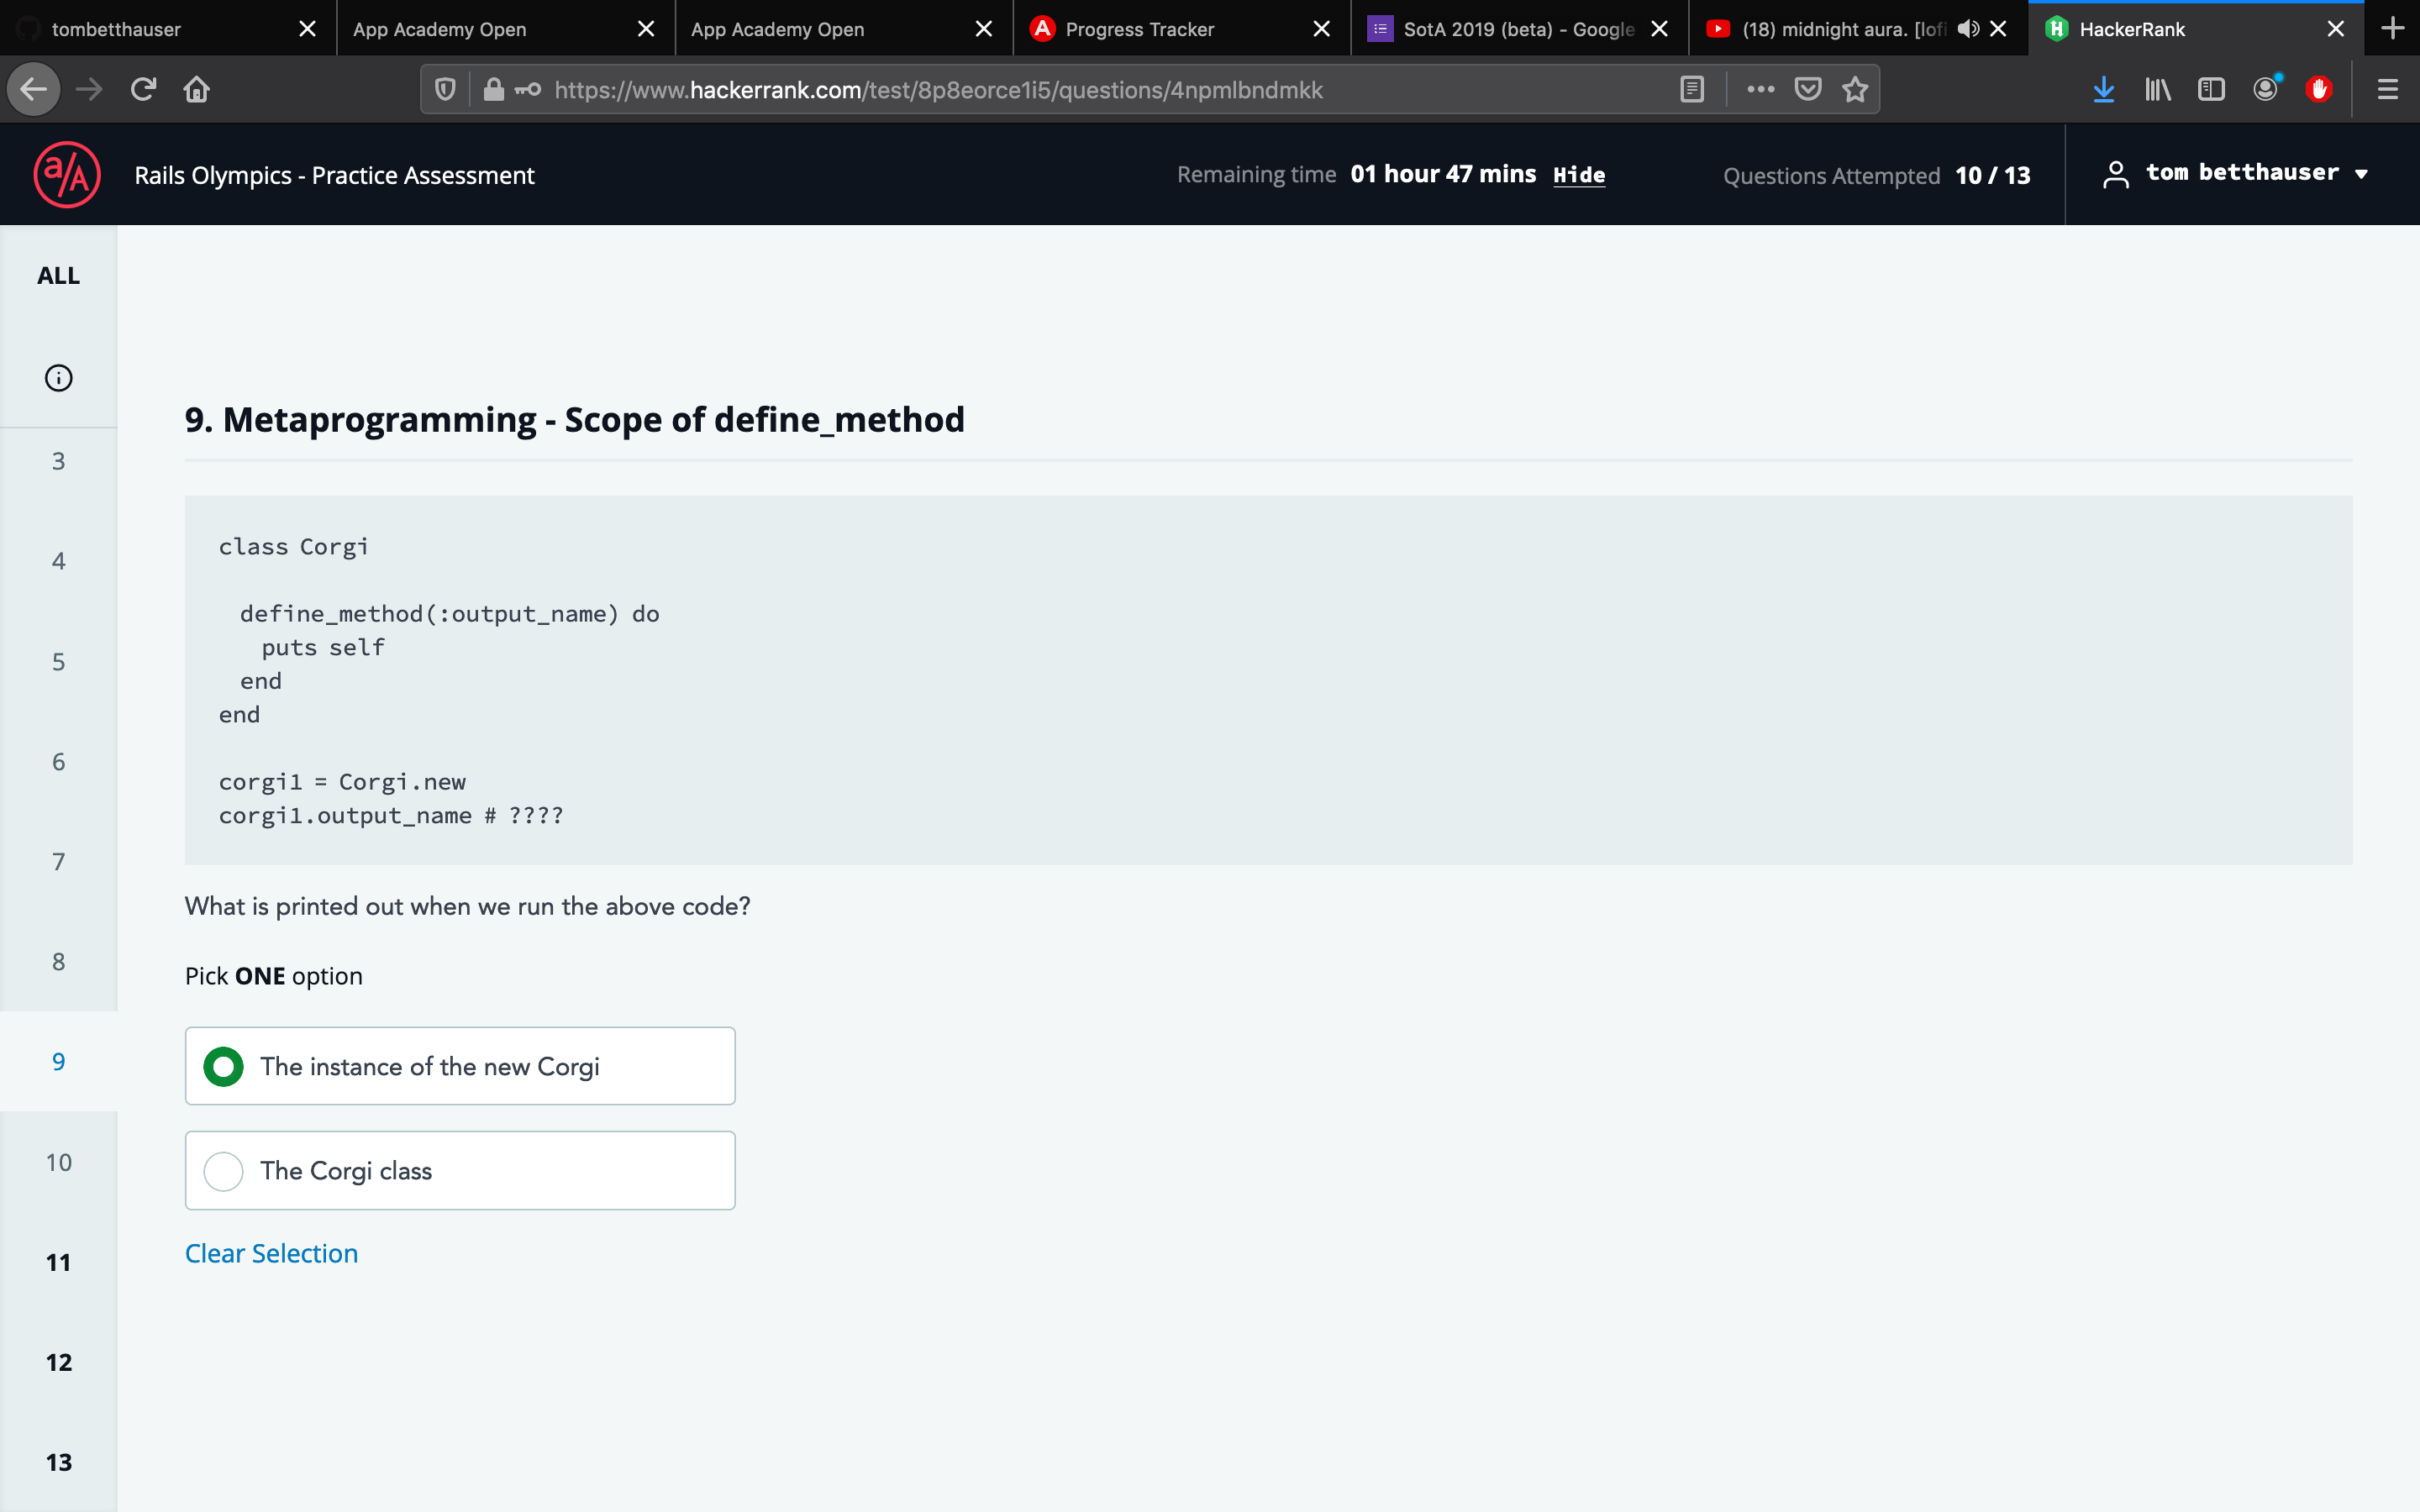 tombetthauser
App Academy Open
App Academy Open
A Progress Tracker
SotA 2019 (beta) - Google
(18) midnight aura. [lofi
H HackerRank
https://www.hackerrank.com/test/8p8eorce1i5/questions/4npmlbndmkk
a/A
Rails Olympics - Practice Assessment
Remaining time 01 hour 47 mins Hide
Questions Attempted 10 / 13
tom betthauser
ALL
3
4
5
6
7
8
9
10
11
12
13
9. Metaprogramming - Scope of define_method
class Corgi
define_method(:output_name) do
puts self
end
end
corgi1 = Corgi.new
corgi1.output_name # ????
What is printed out when we run the above code?
Pick ONE option
The instance of the new Corgi
The Corgi class
Clear Selection